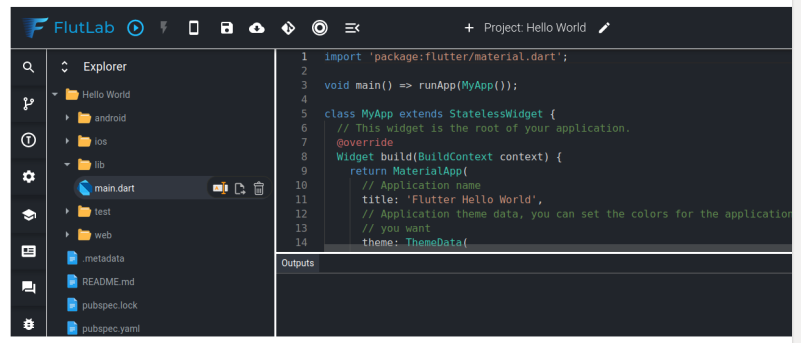 FlutLab
+ Project: Hello World
Explorer
Hello World
android
ios
lib
main.dart
test
web
.metadata
README.md
pubspec.lock
pubspec.yaml
1 import 'package:flutter/material.dart';
2
3 void main() => runApp(MyApp());
4
5 class MyApp extends StatelessWidget {
6 // This widget is the root of your application.
7 @override
8 Widget build(BuildContext context) {
9 return MaterialApp(
10 // Application name
11 title: 'Flutter Hello World',
12 // Application theme data, you can set the colors for the application
13 // you want
14 theme: ThemeData(
Outputs